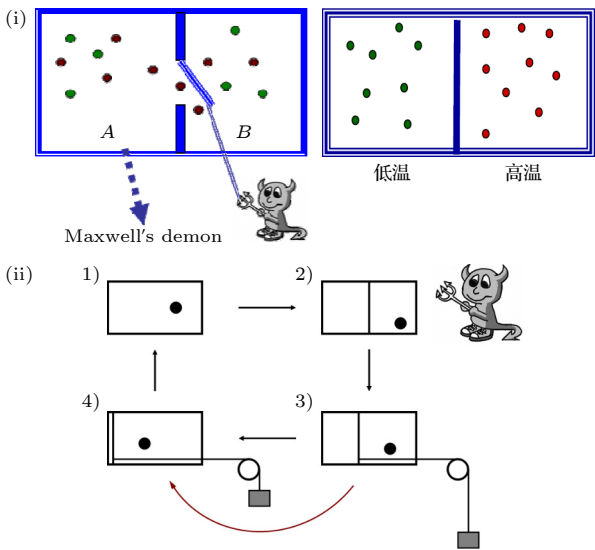 (i)
A B
低温 高温
Maxwell's demon
(ii)
1) 2)
4) 3)